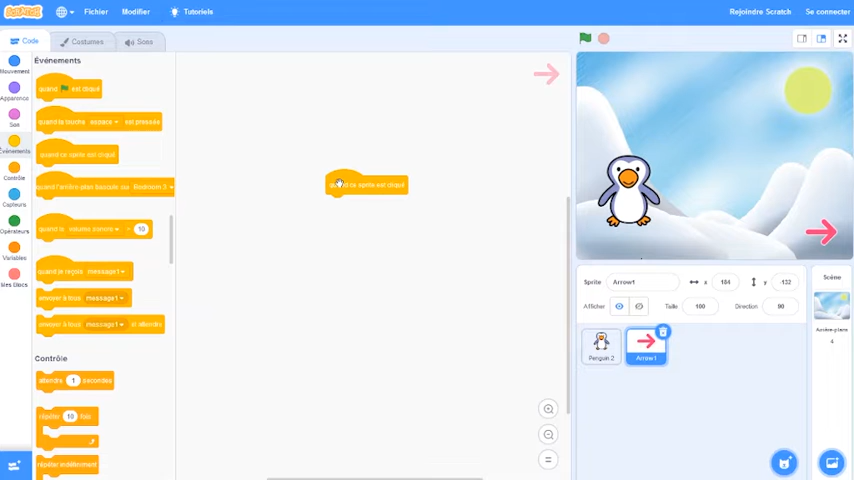 SCRATCH Fichier Modifier Tutoriels Rejoindre Scratch Se connecter
Code Costumes Sons
Mouvement
Apparence
Son
Événements
Contrôle
Capteurs
Opérateurs
Variables
Mes Blocs
Événements
quand est cliqué
quand la touche espace est pressée
quand ce sprite est cliqué
quand l'arrière-plan bascule sur Bedroom 3
quand le volume sonore > 10
quand je reçois message1
envoyer à tous message1
envoyer à tous message1 et attendre
Contrôle
attendre 1 secondes
répéter 10 fois
répéter indéfiniment
quand ce sprite est cliqué
Sprite Arrow1 x 184 y -132
Afficher Taille 100 Direction 90
Penguin 2 Arrow1
Scène
Arrière-plans
4